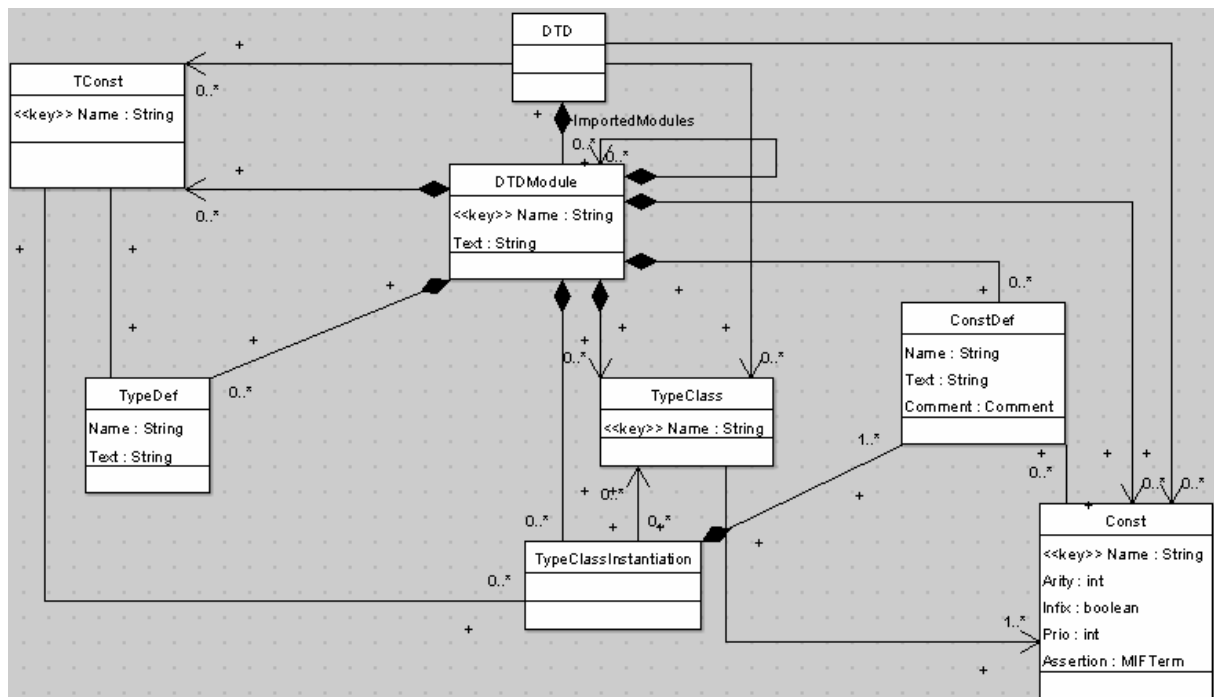 DTD
+
TConst
0..*
<<key>> Name : String
+
ImportedModules
0..*
0..*
+
+
DTDModule
0..*
<<key>> Name : String
Text : String
+
+
+
+
+
0..*
ConstDef
+
+
+
+
+
Name : String
Text : String
Comment : Comment
0..*
0..*
TypeDef
0..*
TypeClass
Name : String
Text : String
<<key>> Name : String
1..*
+
+
+
0..*
0..*
0..*
+
+
0..*
0..*
+
0..*
+
+
+
+
Const
TypeClassInstantiation
+
<<key>> Name : String
0..*
Arity : int
Infix : boolean
+
1..*
Prio : int
+
Assertion : MIFTerm